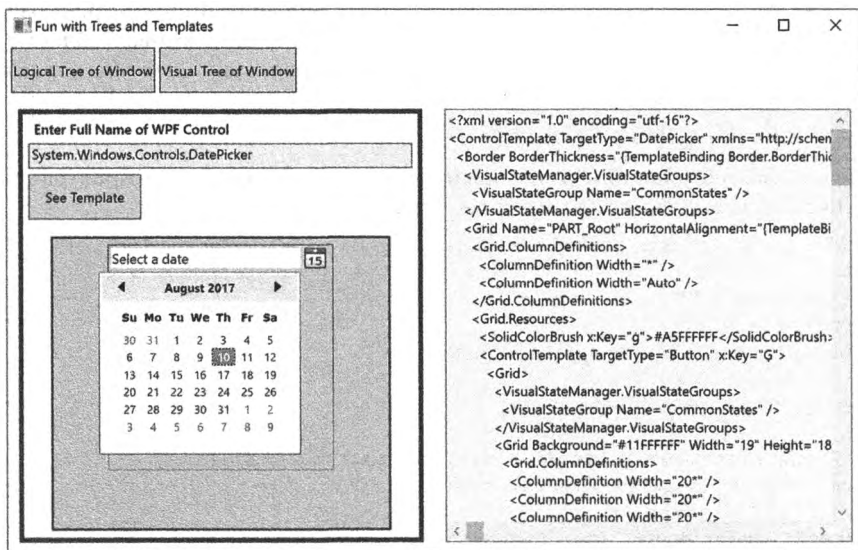 Fun with Trees and Templates
Logical Tree of Window Visual Tree of Window
Enter Full Name of WPF Control
System.Windows.Controls.DatePicker
See Template
Select a date 15
August 2017
Su Mo Tu We Th Fr Sa
30 31 1 2 3 4 5
6 7 8 9 10 11 12
13 14 15 16 17 18 19
20 21 22 23 24 25 26
27 28 29 30 31 1 2
3 4 5 6 7 8 9
<?xml version="1.0" encoding="utf-16"?>
<ControlTemplate TargetType="DatePicker" xmlns="http://schen
<Border BorderThickness="{TemplateBinding Border.BorderThic
<VisualStateManager.VisualStateGroups>
<VisualStateGroup Name="CommonStates" />
</VisualStateManager.VisualStateGroups>
<Grid Name="PART_Root" HorizontalAlignment="{TemplateBi
<Grid.ColumnDefinitions>
<ColumnDefinition Width="*" />
<ColumnDefinition Width="Auto" />
</Grid.ColumnDefinitions>
<Grid.Resources>
<SolidColorBrush x:Key="ġ">#A5FFFFFF</SolidColorBrush>
<ControlTemplate TargetType="Button" x:Key="Ģ">
<Grid>
<VisualStateManager.VisualStateGroups>
<VisualStateGroup Name="CommonStates" />
</VisualStateManager.VisualStateGroups>
<Grid Background="#11FFFFFF" Width="19" Height="18
<Grid.ColumnDefinitions>
<ColumnDefinition Width="20*" />
<ColumnDefinition Width="20*" />
<ColumnDefinition Width="20*" />